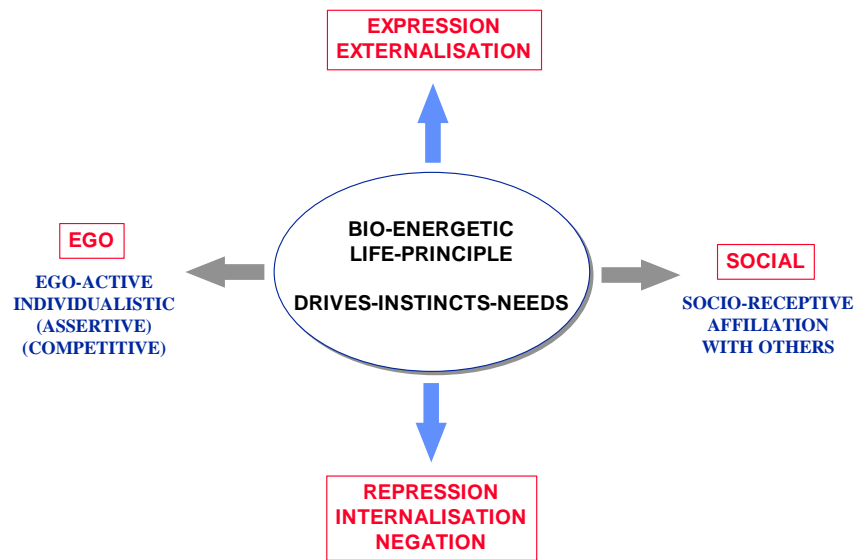 EXPRESSION
EXTERNALISATION
BIO-ENERGETIC
LIFE-PRINCIPLE
DRIVES-INSTINCTS-NEEDS
EGO
EGO-ACTIVE
INDIVIDUALISTIC
(ASSERTIVE)
(COMPETITIVE)
SOCIAL
SOCIO-RECEPTIVE
AFFILIATION
WITH OTHERS
REPRESSION
INTERNALISATION
NEGATION